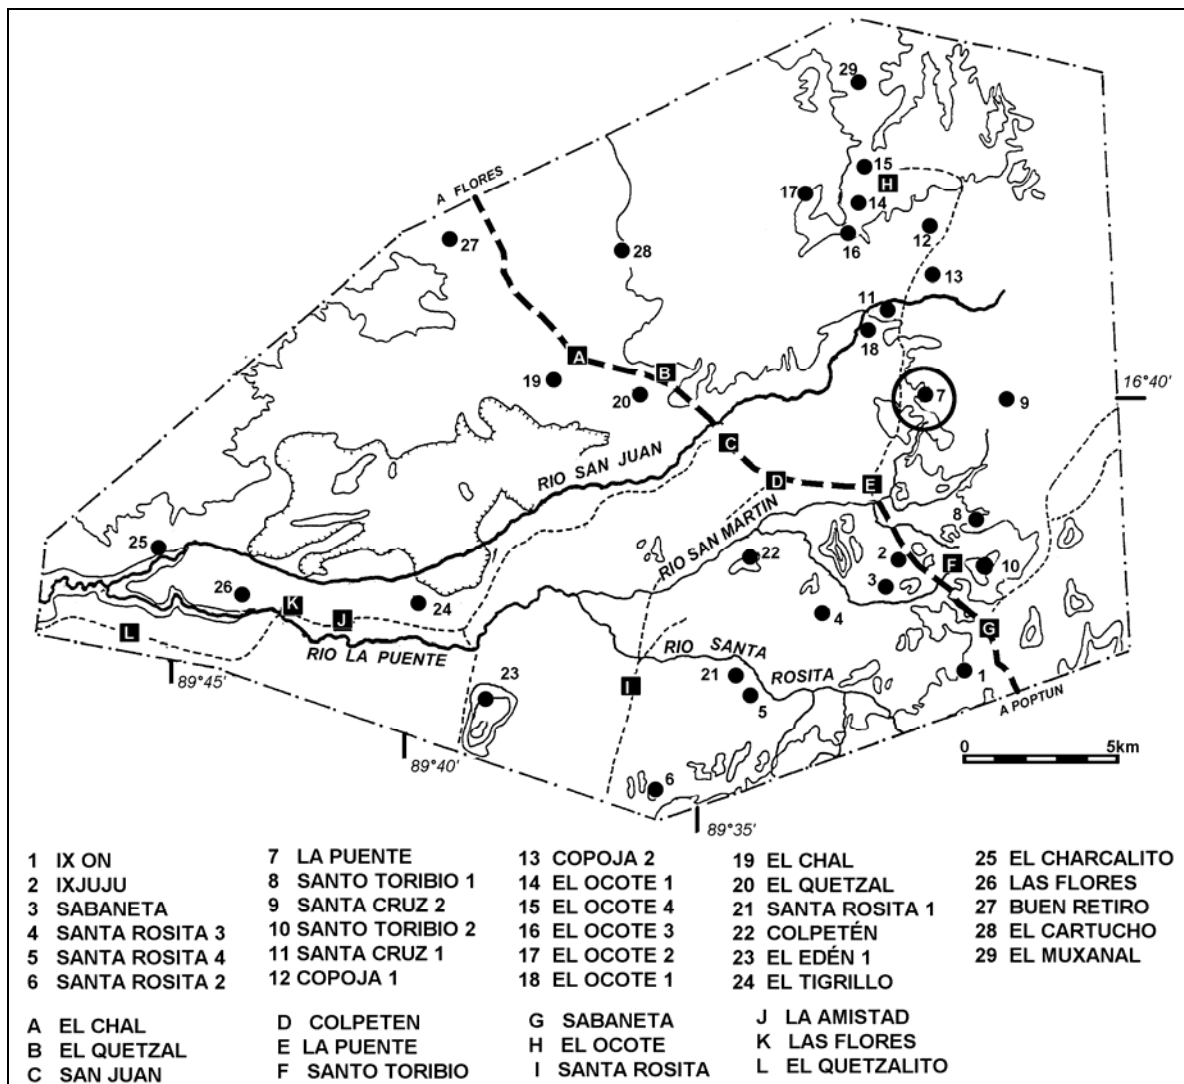 29
A FLORES
15
H
17
14
27
28
16
12
13
11
18
A
B
16°40'
19
20
7
9
C
RIO SAN JUAN
D
E
RIO SAN MARTIN
8
25
22
2
F
10
26
3
K
J
24
4
G
L
RIO LA PUENTE
RIO SANTA ROSITA
89°45'
23
I
21
5
1
A POPTUN
0 5km
89°40'
6
89°35'
1 IX ON
2 IXJUJU
3 SABANETA
4 SANTA ROSITA 3
5 SANTA ROSITA 4
6 SANTA ROSITA 2
7 LA PUENTE
8 SANTO TORIBIO 1
9 SANTA CRUZ 2
10 SANTO TORIBIO 2
11 SANTA CRUZ 1
12 COPOJA 1
13 COPOJA 2
14 EL OCOTE 1
15 EL OCOTE 4
16 EL OCOTE 3
17 EL OCOTE 2
18 EL OCOTE 1
19 EL CHAL
20 EL QUETZAL
21 SANTA ROSITA 1
22 COLPETÉN
23 EL EDÉN 1
24 EL TIGRILLO
25 EL CHARCALITO
26 LAS FLORES
27 BUEN RETIRO
28 EL CARTUCHO
29 EL MUXANAL
A EL CHAL
B EL QUETZAL
C SAN JUAN
D COLPETEN
E LA PUENTE
F SANTO TORIBIO
G SABANETA
H EL OCOTE
I SANTA ROSITA
J LA AMISTAD
K LAS FLORES
L EL QUETZALITO